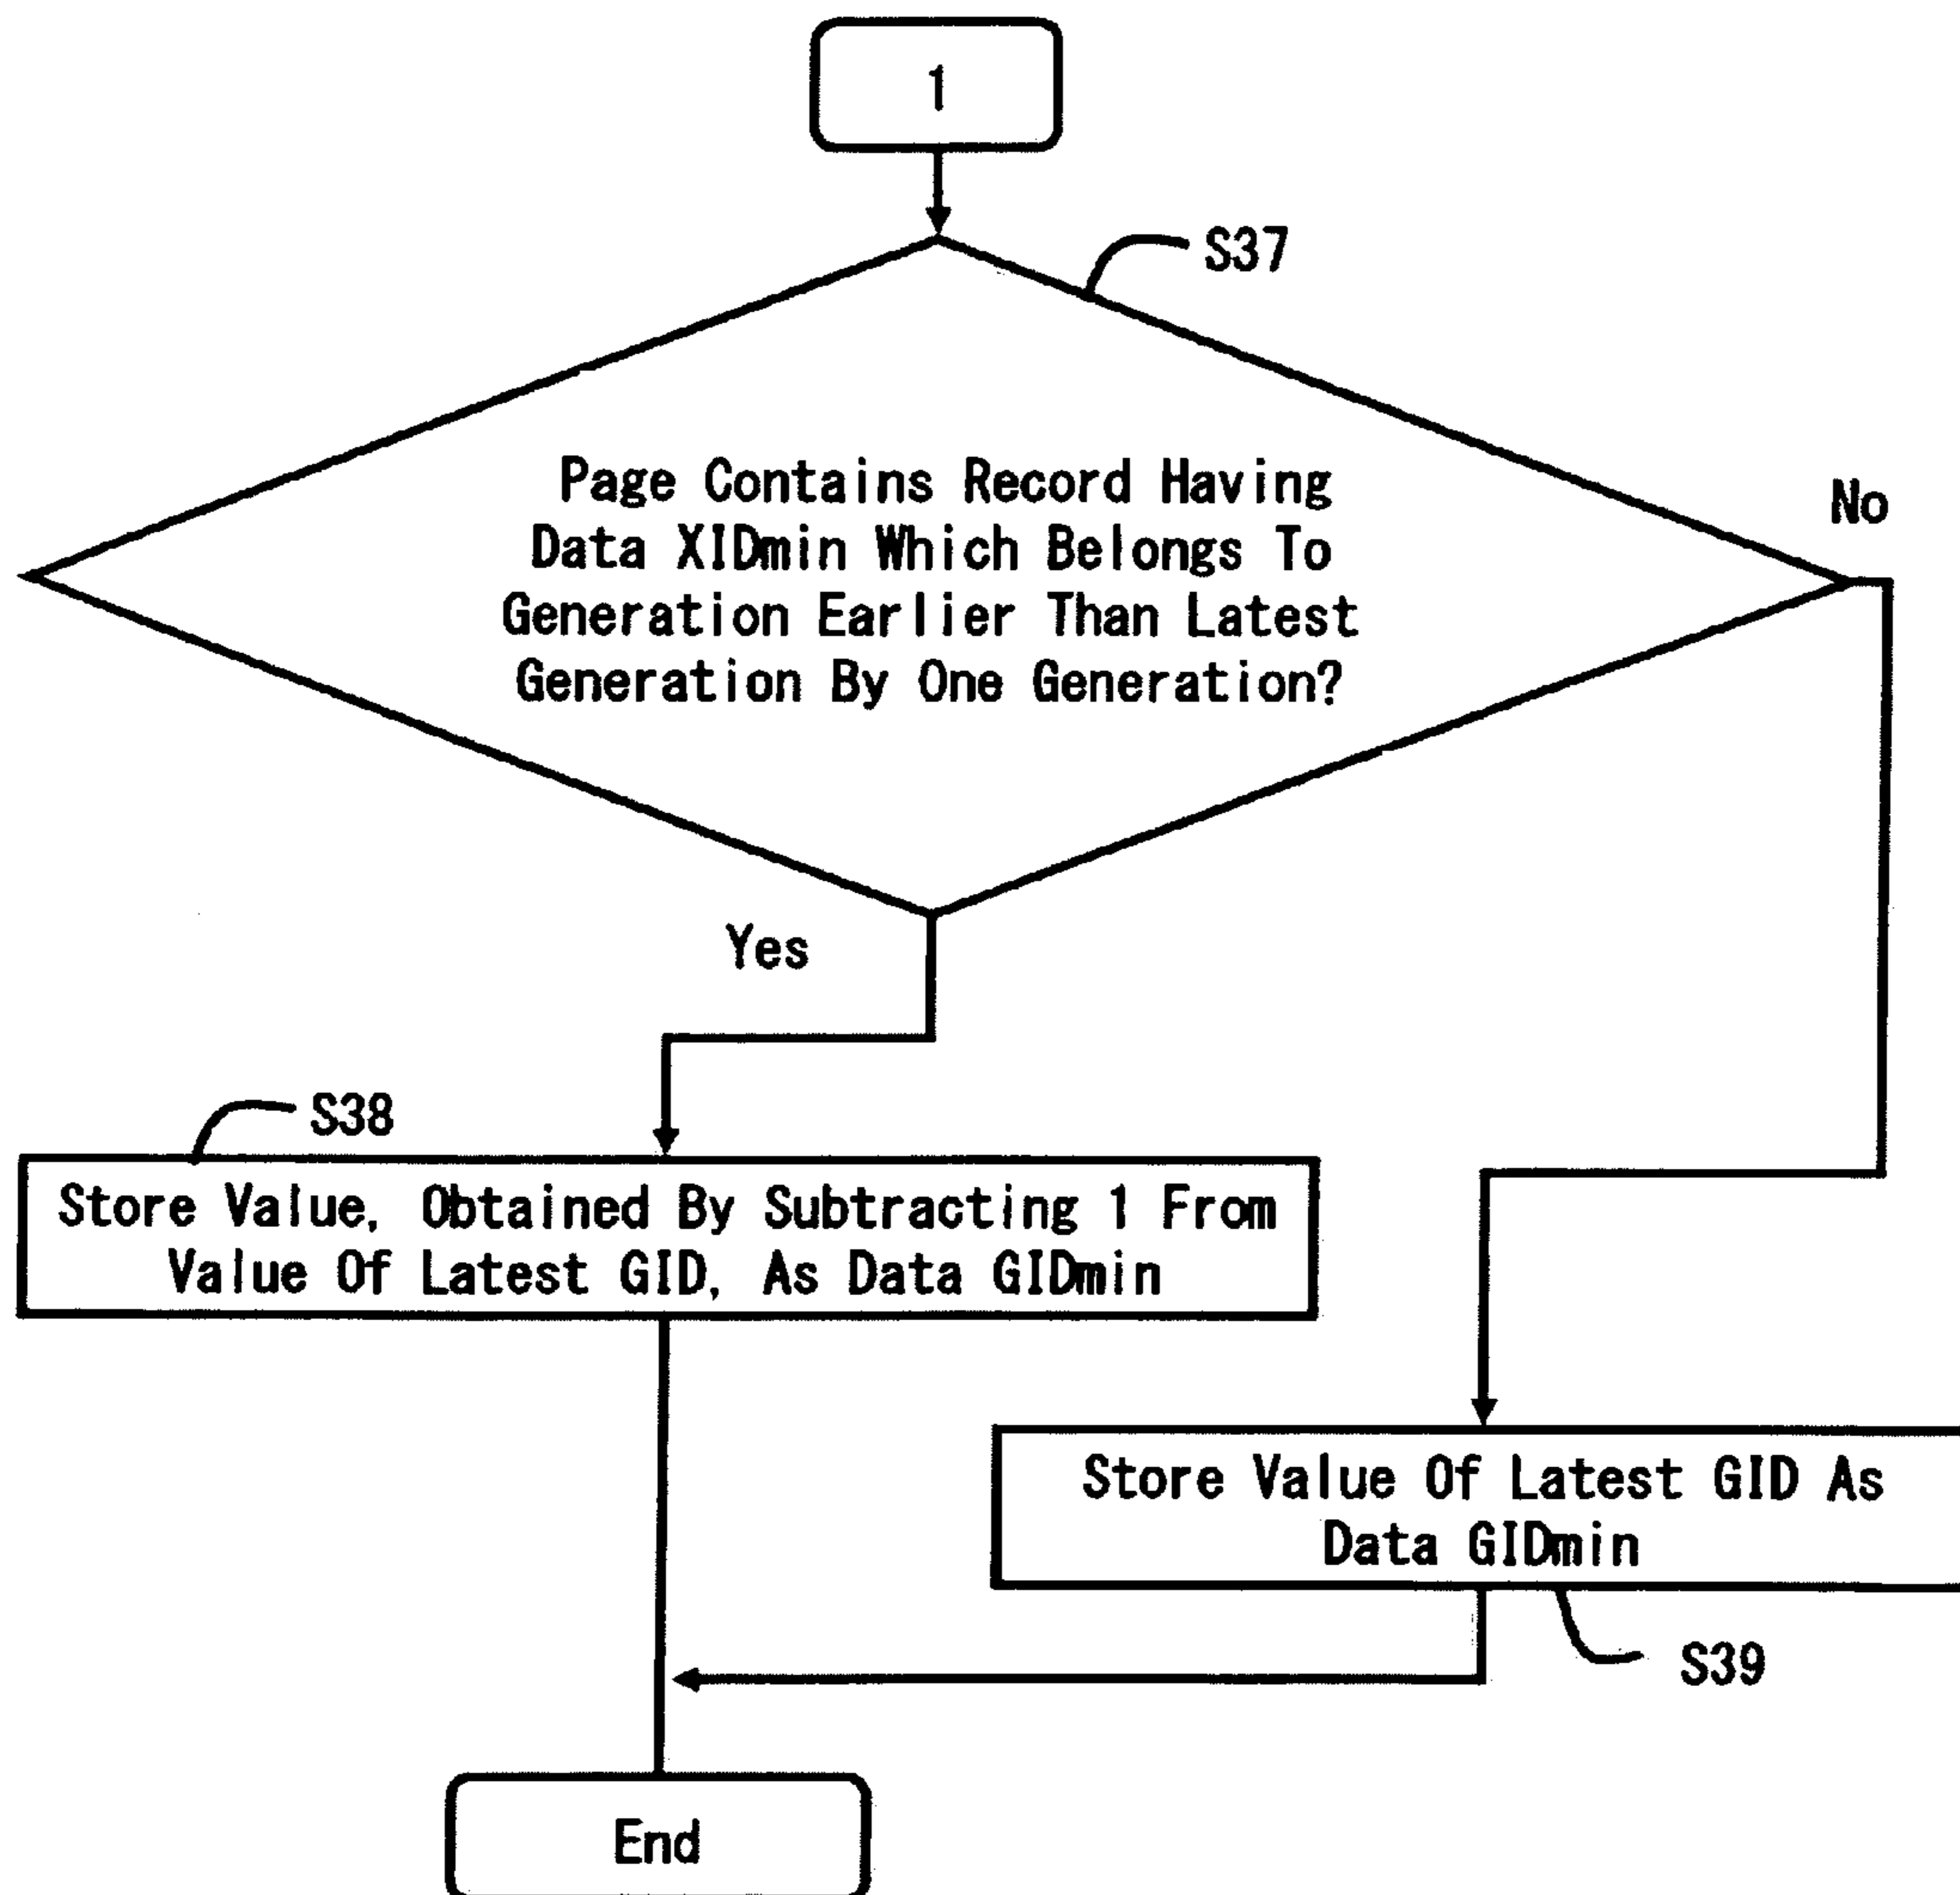 1
S37
Page Contains Record Having
Data XIDmin Which Belongs To
Generation Earlier Than Latest
Generation By One Generation?
No
Yes
S38
Store Value, Obtained By Subtracting 1 From
Value Of Latest GID, As Data GIDmin
Store Value Of Latest GID As
Data GIDmin
S39
End